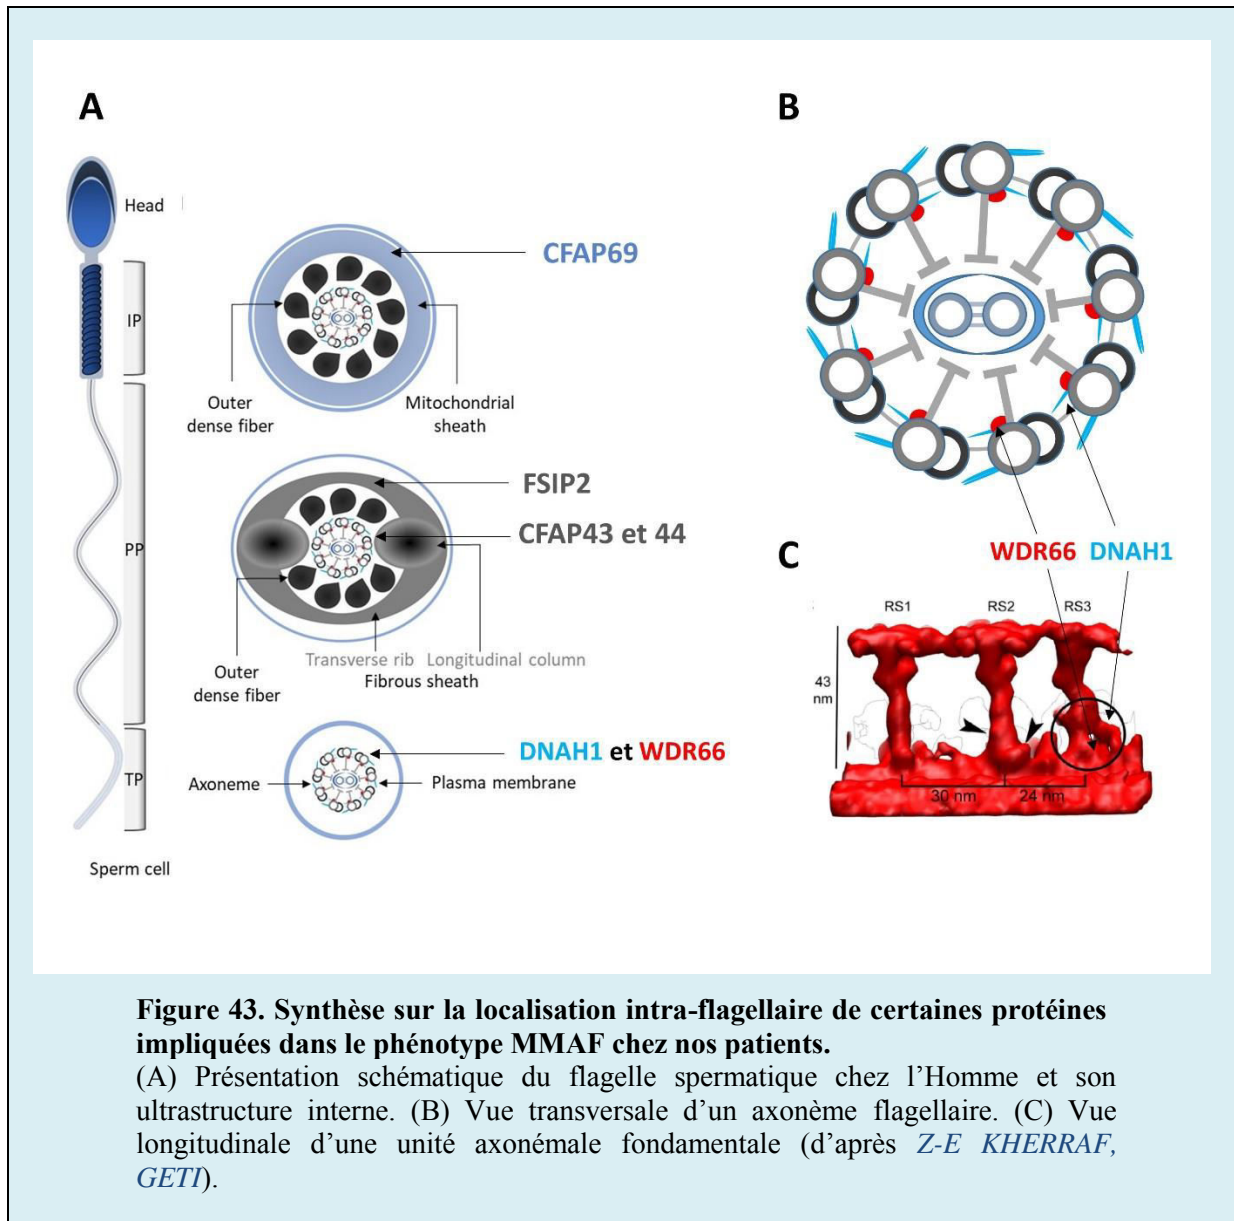 A
Head
IP
CFAP69
Outer
dense fiber
Mitochondrial
sheath
PP
FSIP2
CFAP43 et 44
Outer
dense fiber
Transverse rib Longitudinal column
Fibrous sheath
TP
DNAH1 et WDR66
Axoneme
Plasma membrane
Sperm cell
B
WDR66 DNAH1
C
RS1 RS2 RS3
43
nm
30 nm 24 nm
Figure 43. Synthèse sur la localisation intra-flagellaire de certaines protéines
impliquées dans le phénotype MMAF chez nos patients.
(A) Présentation schématique du flagelle spermatique chez l’Homme et son
ultrastructure interne. (B) Vue transversale d’un axonème flagellaire. (C) Vue
longitudinale d’une unité axonémale fondamentale (d’après Z-E KHERRAF,
GETI).